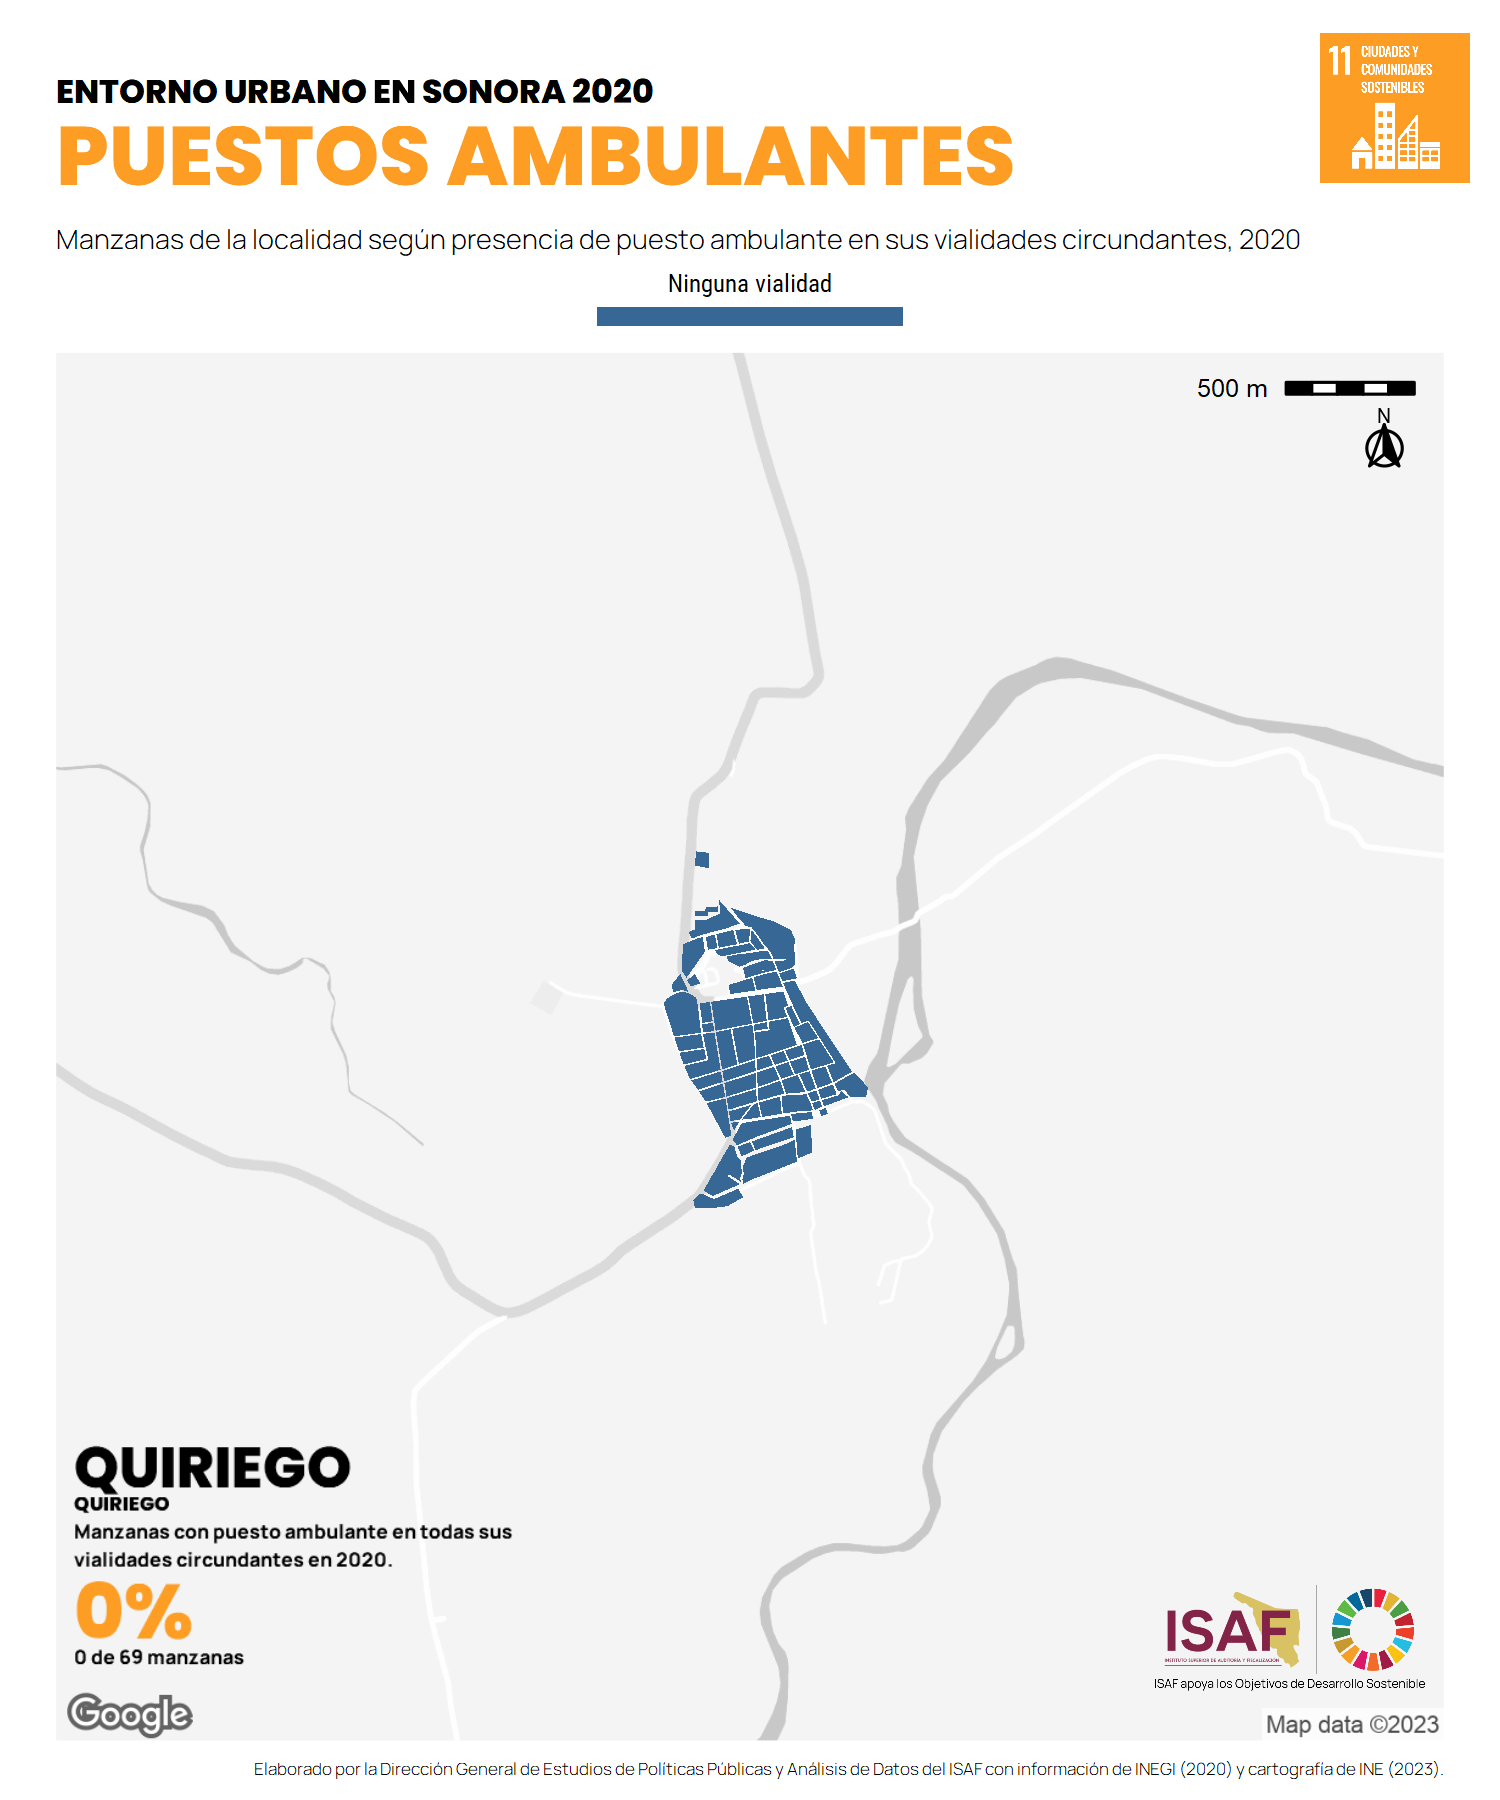 ENTORNO URBANO EN SONORA 2020
PUESTOS AMBULANTES
11 CIUDADES Y
COMUNIDADES
SOSTENIBLES
Manzanas de la localidad según presencia de puesto ambulante en sus vialidades circundantes, 2020
Ninguna vialidad
500 m
N
QUIRIEGO
QUIRIEGO
Manzanas con puesto ambulante en todas sus
vialidades circundantes en 2020.
0%
0 de 69 manzanas
Google
ISAF
INSTITUTO SUPERIOR DE AUDITORÍA Y FISCALIZACIÓN
ISAF apoya los Objetivos de Desarrollo Sostenible
Map data ©2023
Elaborado por la Dirección General de Estudios de Políticas Públicas y Análisis de Datos del ISAF con información de INEGI (2020) y cartografía de INE (2023).